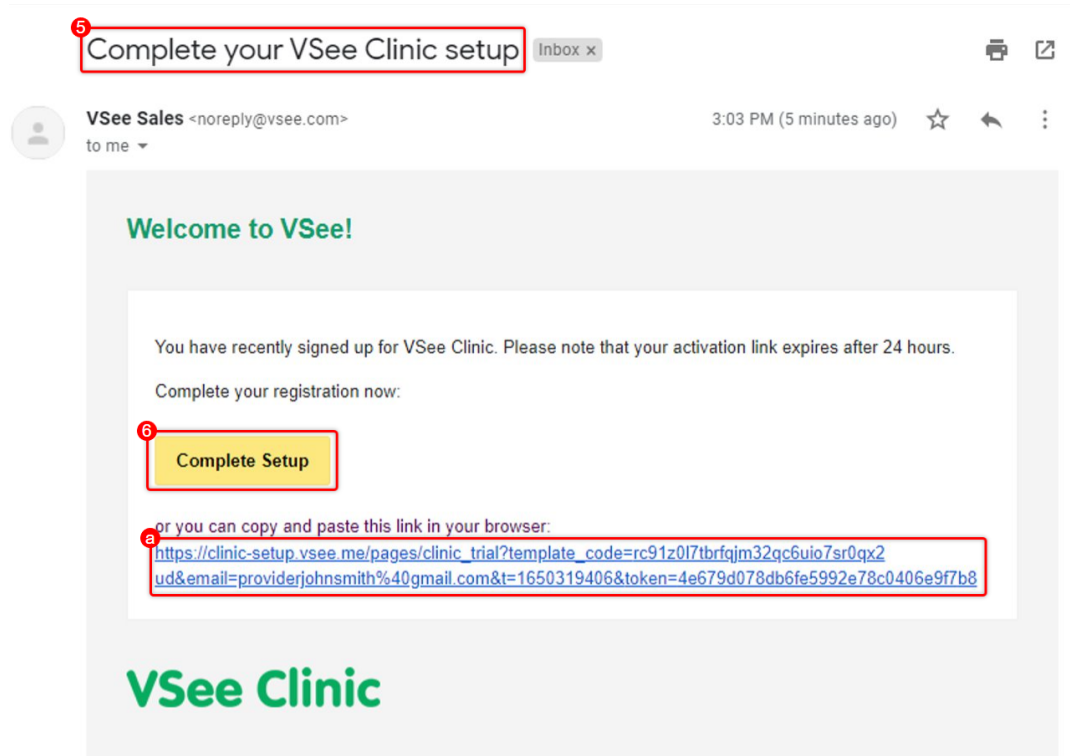 5
Complete your VSee Clinic setup Inbox x
VSee Sales <noreply@vsee.com> 3:03 PM (5 minutes ago)
to me
Welcome to VSee!
You have recently signed up for VSee Clinic. Please note that your activation link expires after 24 hours.
Complete your registration now:
6
Complete Setup
or you can copy and paste this link in your browser:
a
https://clinic-setup.vsee.me/pages/clinic_trial?template_code=rc91z0l7tbrfqjm32qc6uio7sr0qx2
ud&email=providerjohnsmith%40gmail.com&t=1650319406&token=4e679d078db6fe5992e78c0406e9f7b8
VSee Clinic